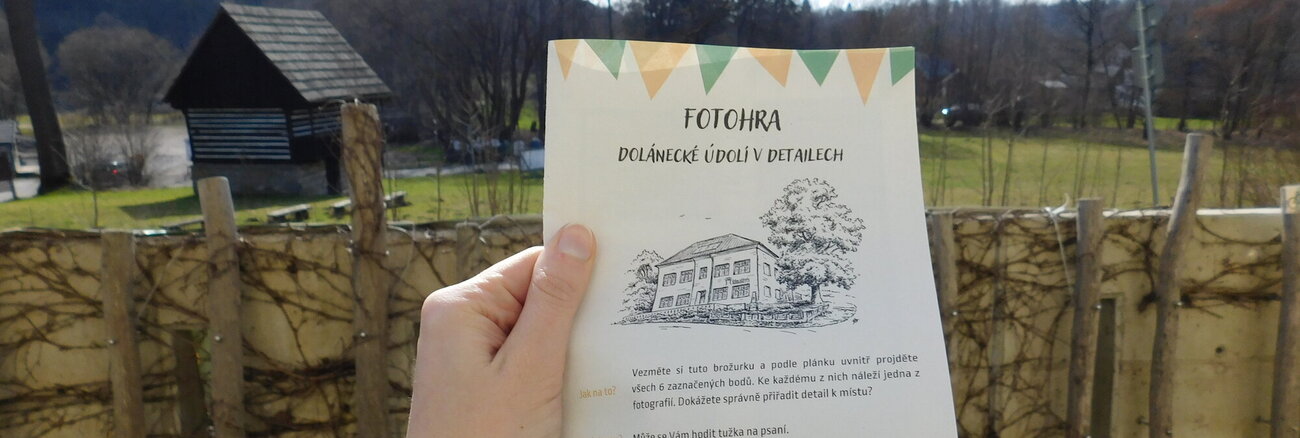 FOTOHRA
DOLÁNECKÉ ÚDOLÍ V DETAILECH
Jak na to?
Vezměte si tuto brožurku a podle plánku uvnitř projděte
všech 6 zaznačených bodů. Ke každému z nich náleží jedna z
fotografií. Dokážete správně přiřadit detail k místu?
Může se Vám hodit tužka na psaní.